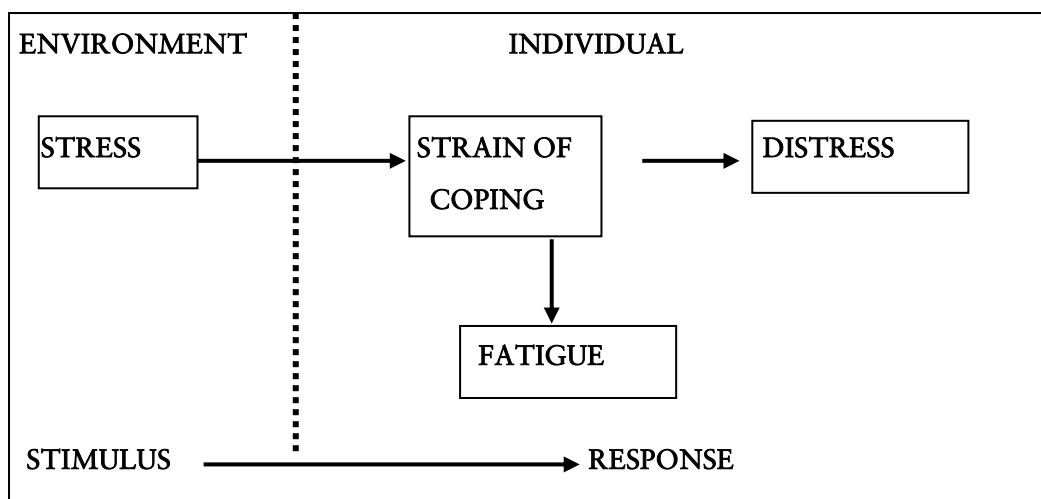 ENVIRONMENT
INDIVIDUAL
STRESS
STRAIN OF
COPING
DISTRESS
FATIGUE
STIMULUS
RESPONSE